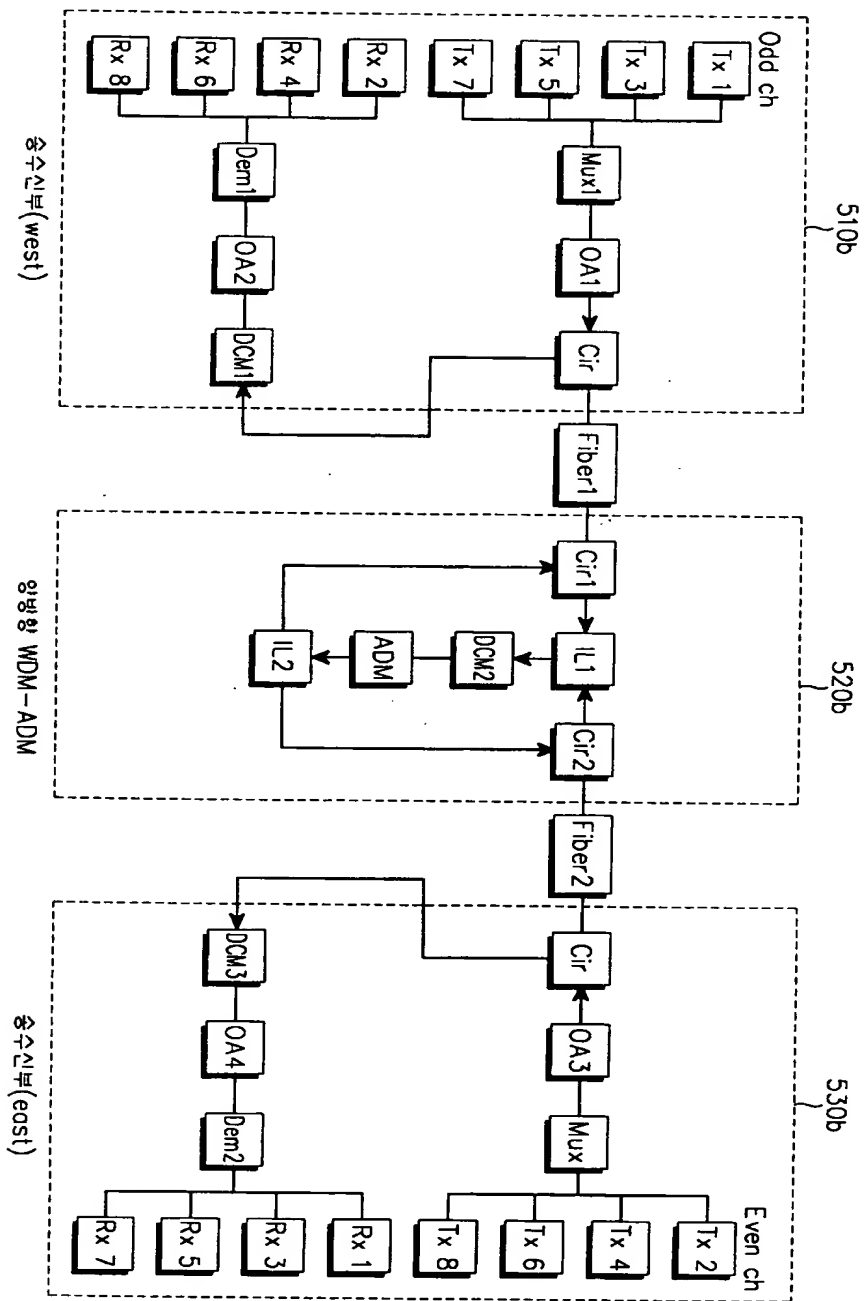 510b
520b
530b
Odd ch
Even ch
Tx 1
Tx 3
Tx 5
Tx 7
Mux1
OA1
Cir
Fiber1
Cir1
IL1
Cir2
Fiber2
Cir
OA3
Mux
Tx 2
Tx 4
Tx 6
Tx 8
DCM2
ADM
IL2
Rx 2
Rx 4
Rx 6
Rx 8
Dem1
OA2
DCM1
DCM3
OA4
Dem2
Rx 1
Rx 3
Rx 5
Rx 7
송수신부(west)
양방향 WDM-ADM
송수신부(east)